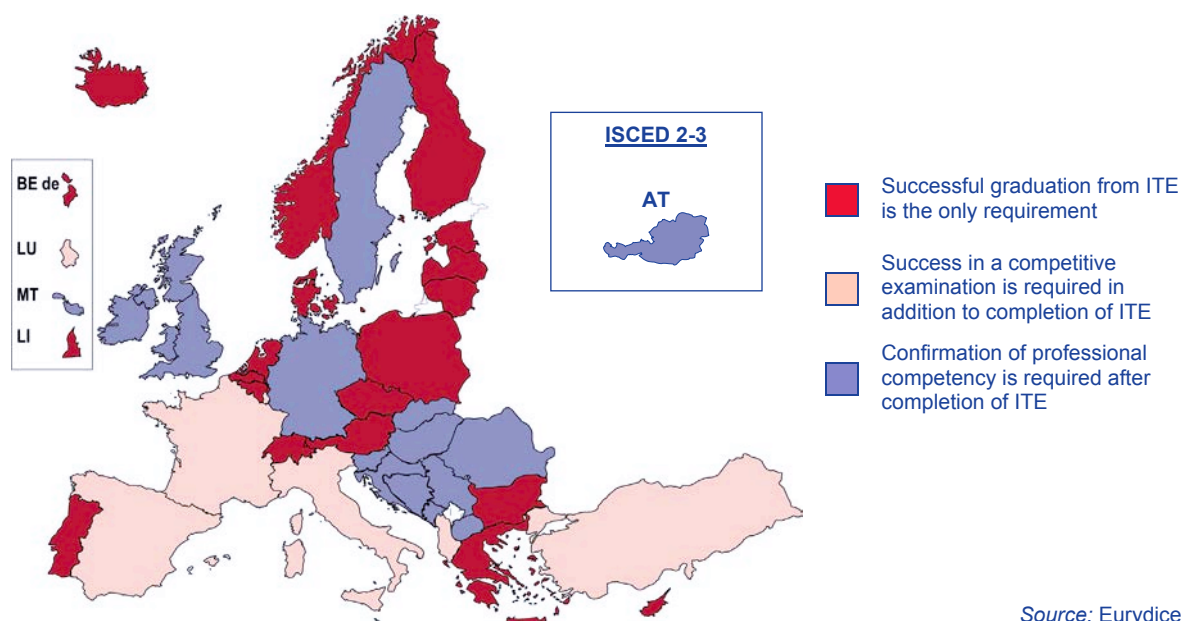 BE de
LU
MT
LI
ISCED 2-3
AT
Successful graduation from ITE
is the only requirement
Success in a competitive
examination is required in
addition to completion of ITE
Confirmation of professional
competency is required after
completion of ITE
Source: Eurydice